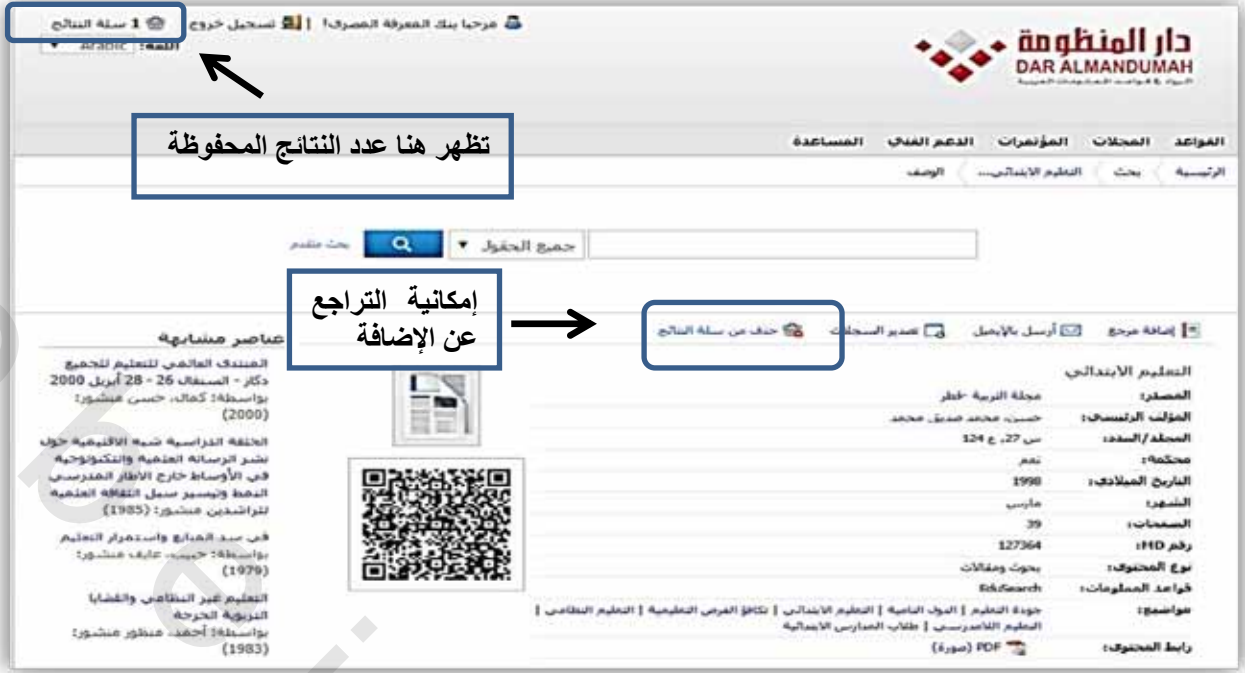 مرحبا بنك المعرفة المصرى! | تسجيل خروج 1 سلة النتائج
اللغة: Arabic
دار المنظومة
DAR ALMANDUMAH
تظهر هنا عدد النتائج المحفوظة
القواعد المجلات المؤتمرات الدعم الفني المساعدة
الرئيسية بحث التعليم الابتدائي... الوصف
جميع الحقول بحث متقدم
إمكانية التراجع
عن الإضافة
إضافة مرجع أرسل بالإيميل تصدير السجلات حذف من سلة النتائج
التعليم الابتدائي
المصدر: مجلة التربية -قطر
المؤلف الرئيسي: حسن، محمد صديق محمد
المجلد/العدد: س 27، ع 124
محكمة: نعم
التاريخ الميلادي: 1998
الشهر: مارس
الصفحات: 39
رقم MD: 127364
نوع المحتوى: بحوث ومقالات
قواعد المعلومات: EduSearch
مواضيع: جودة التعليم | الدول النامية | التعليم الابتدائي | تكافؤ الفرص التعليمية | التعليم النظامي |
التعليم اللامدرسي | طلاب المدارس الابتدائية
رابط المحتوى: PDF (صورة)
عناصر مشابهة
المنتدى العالمي للتعليم للجميع
دكار - السنغال 26 - 28 أبريل 2000
بواسطة: كمال، حسن منشور:
(2000)
الحلقة الدراسية شبه الاقليمية حول
نشر الرسالة العلمية والتكنولوجية
في الأوساط خارج الاطار المدرسي
النمط وتيسير سبل الثقافة العلمية
للراشدين منشور: (1985)
في سد المنابع واستمرار التعليم
بواسطة: حبيب، عايف منشور:
(1979)
التعليم غير النظامي والقضايا
التربوية الحرجة
بواسطة: أحمد، منظور منشور:
(1983)